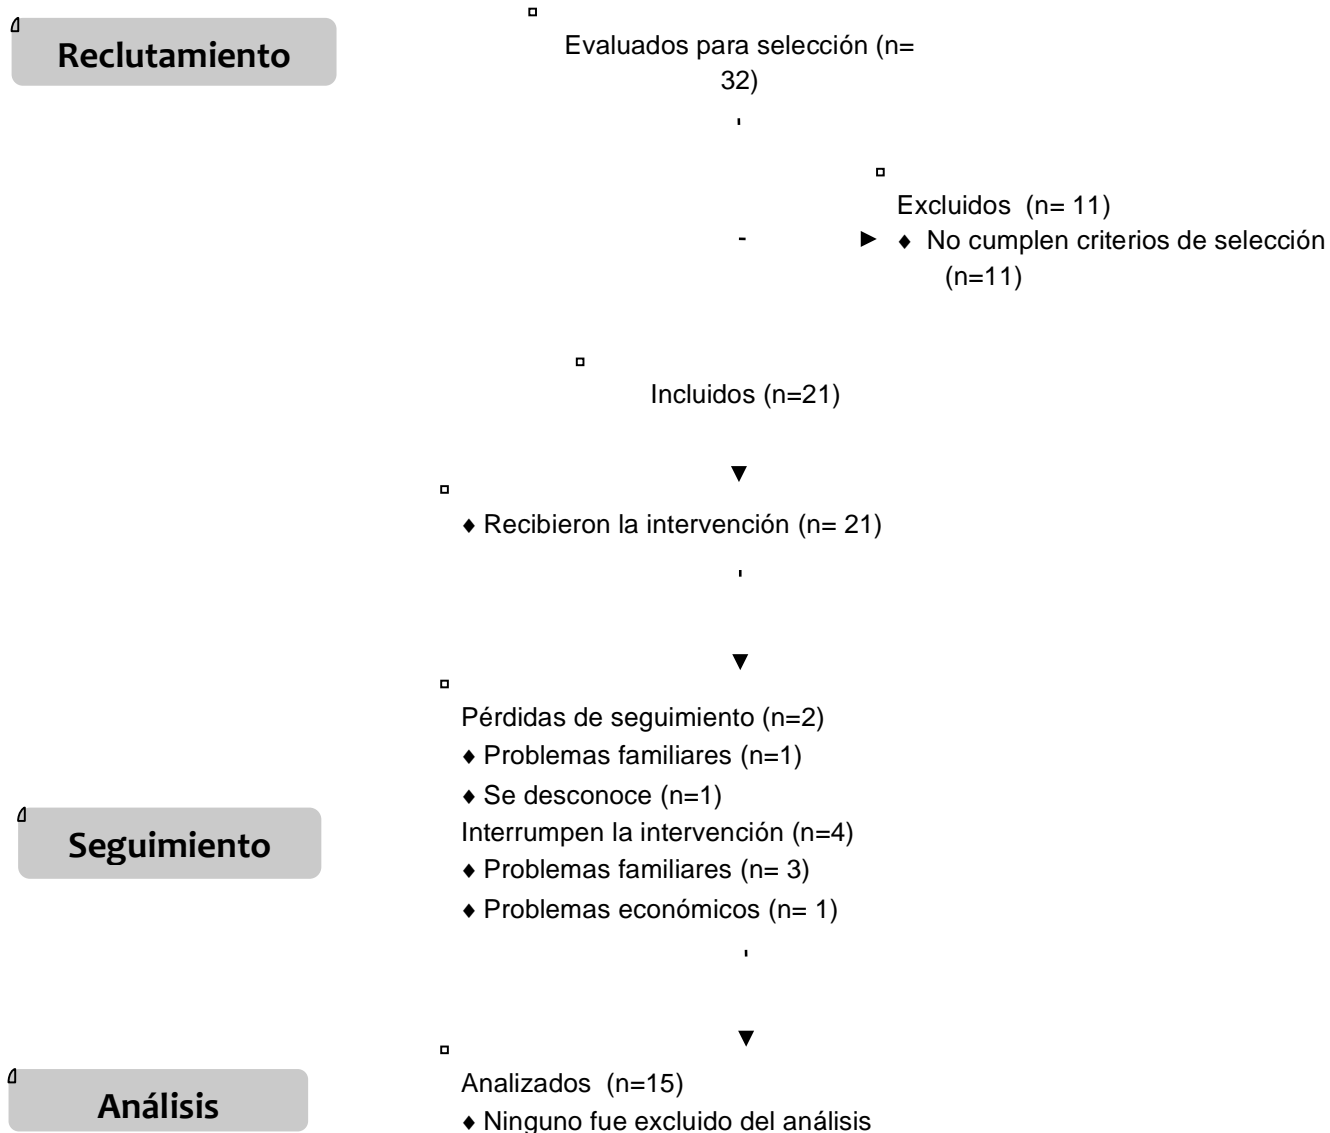 Reclutamiento
Evaluados para selección (n=
32)
Excluidos (n= 11)
♦ No cumplen criterios de selección
(n=11)
Incluidos (n=21)
♦ Recibieron la intervención (n= 21)
Pérdidas de seguimiento (n=2)
♦ Problemas familiares (n=1)
♦ Se desconoce (n=1)
Interrumpen la intervención (n=4)
♦ Problemas familiares (n= 3)
♦ Problemas económicos (n= 1)
Seguimiento
Analizados (n=15)
♦ Ninguno fue excluido del análisis
Análisis